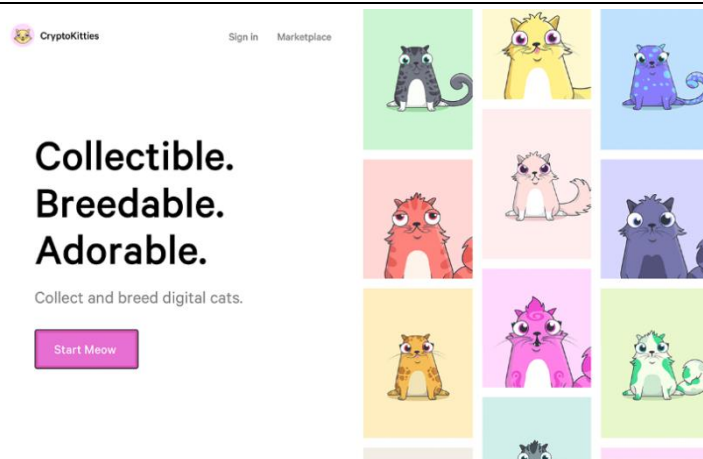 CryptoKitties
Sign in Marketplace
Collectible.
Breedable.
Adorable.
Collect and breed digital cats.
Start Meow